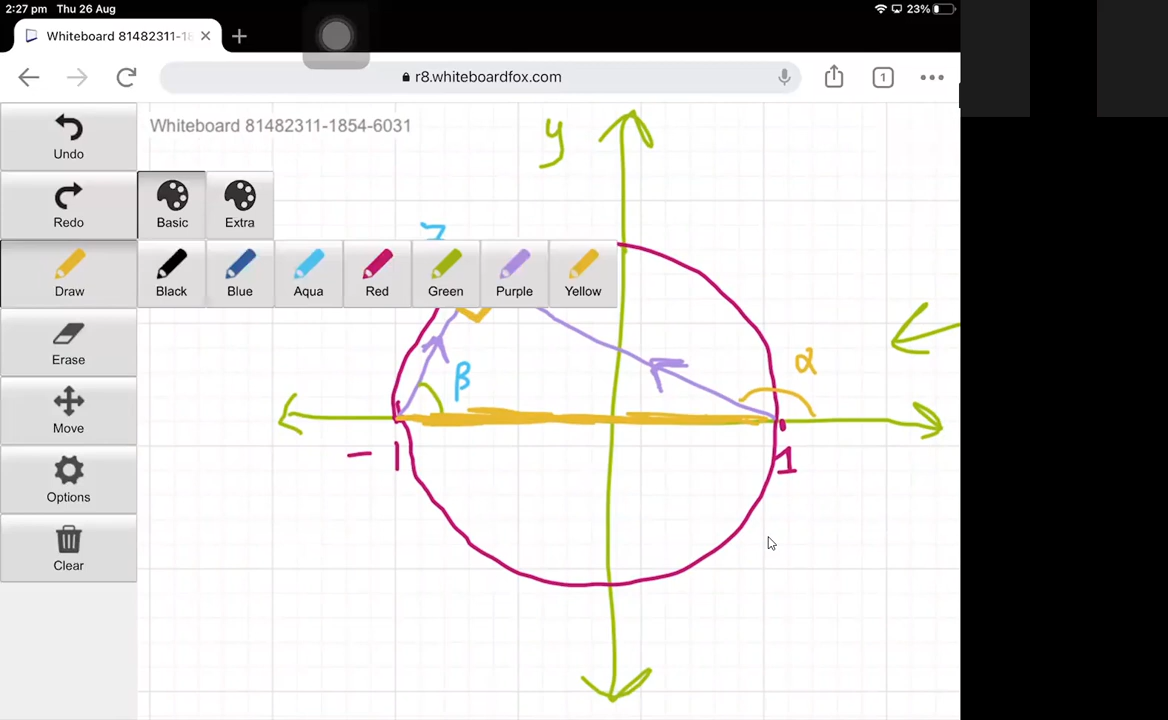 2:27 pm Thu 26 Aug 23%
Whiteboard 81482311-18
r8.whiteboardfox.com 1
Whiteboard 81482311-1854-6031
Undo
Redo
Basic
Extra
Draw
Black
Blue
Aqua
Red
Green
Purple
Yellow
Erase
Move
Options
Clear
y
z
β
α
-1
1